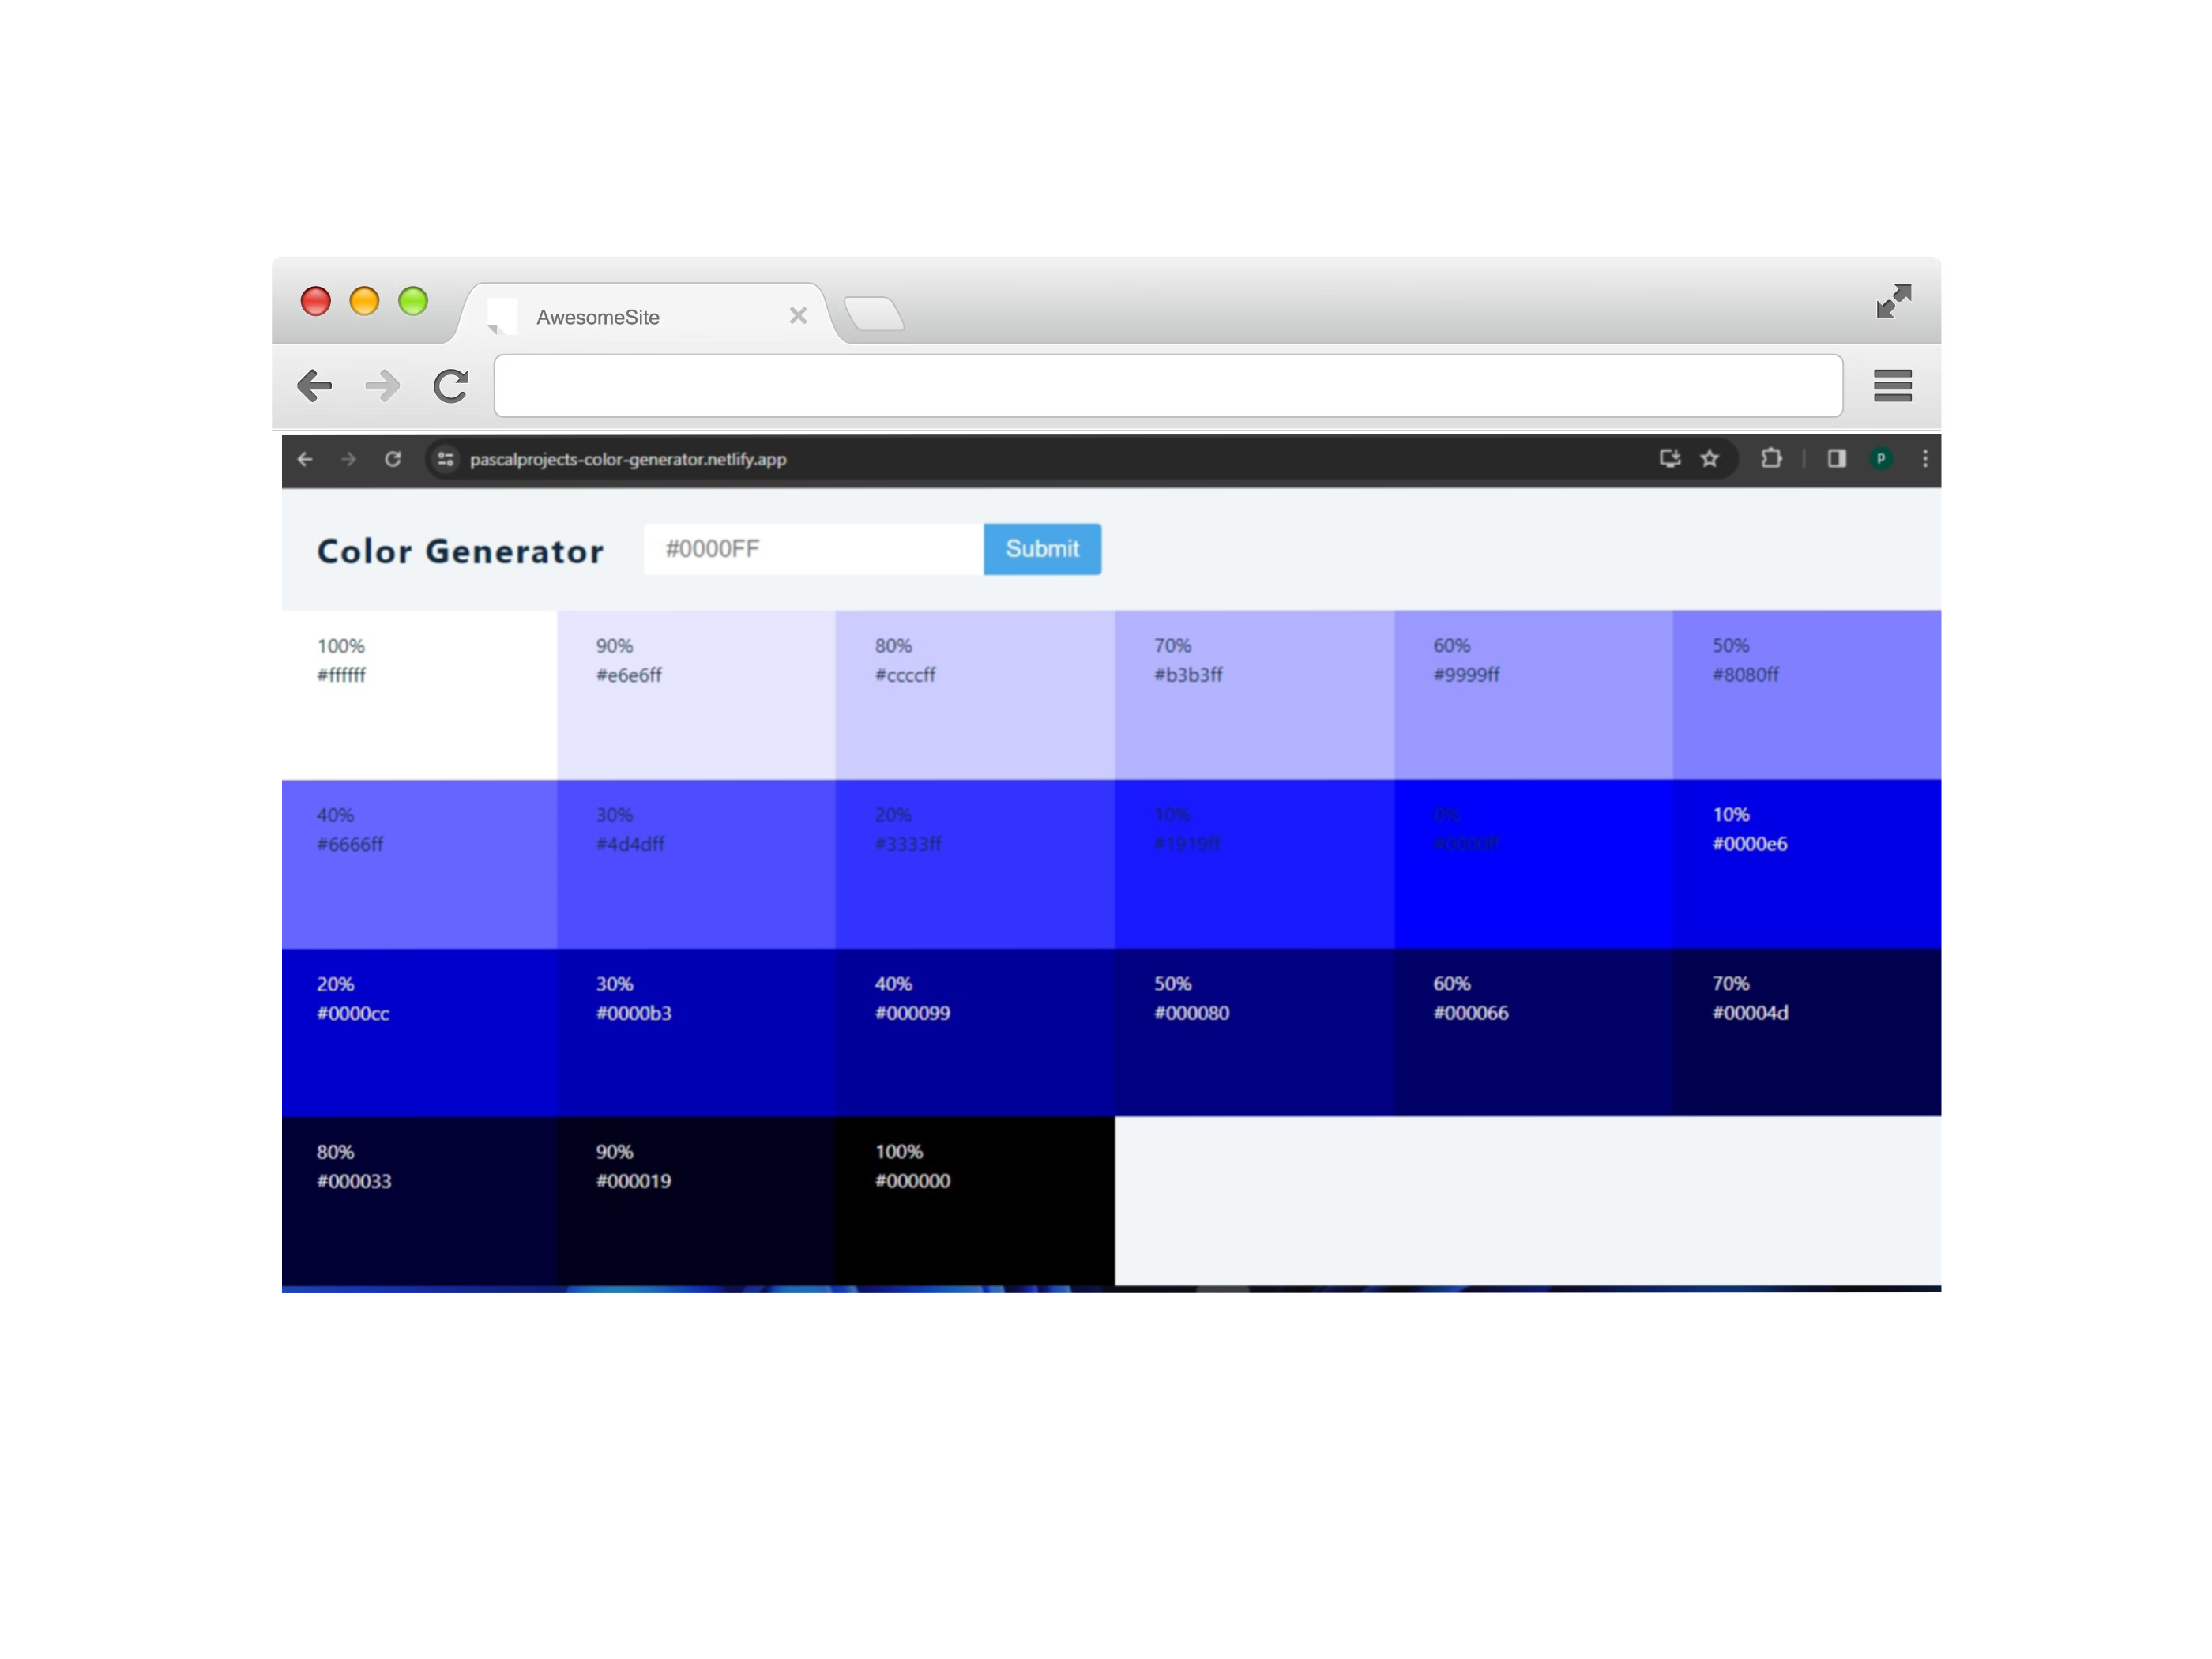 AwesomeSite
pascalprojects-color-generator.netlify.app
P
Color Generator
#0000FF
Submit
100%
#ffffff
90%
#e6e6ff
80%
#ccccff
70%
#b3b3ff
60%
#9999ff
50%
#8080ff
40%
#6666ff
30%
#4d4dff
20%
#3333ff
10%
#1919ff
0%
#0000ff
10%
#0000e6
20%
#0000cc
30%
#0000b3
40%
#000099
50%
#000080
60%
#000066
70%
#00004d
80%
#000033
90%
#000019
100%
#000000